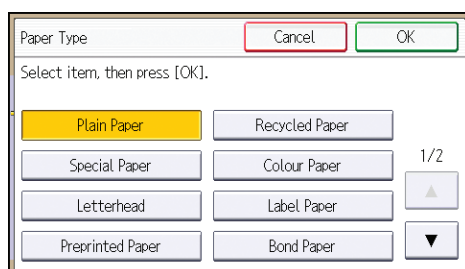 Paper Type Cancel OK
Select item, then press [OK].
Plain Paper Recycled Paper
Special Paper Colour Paper 1/2
Letterhead Label Paper
Preprinted Paper Bond Paper